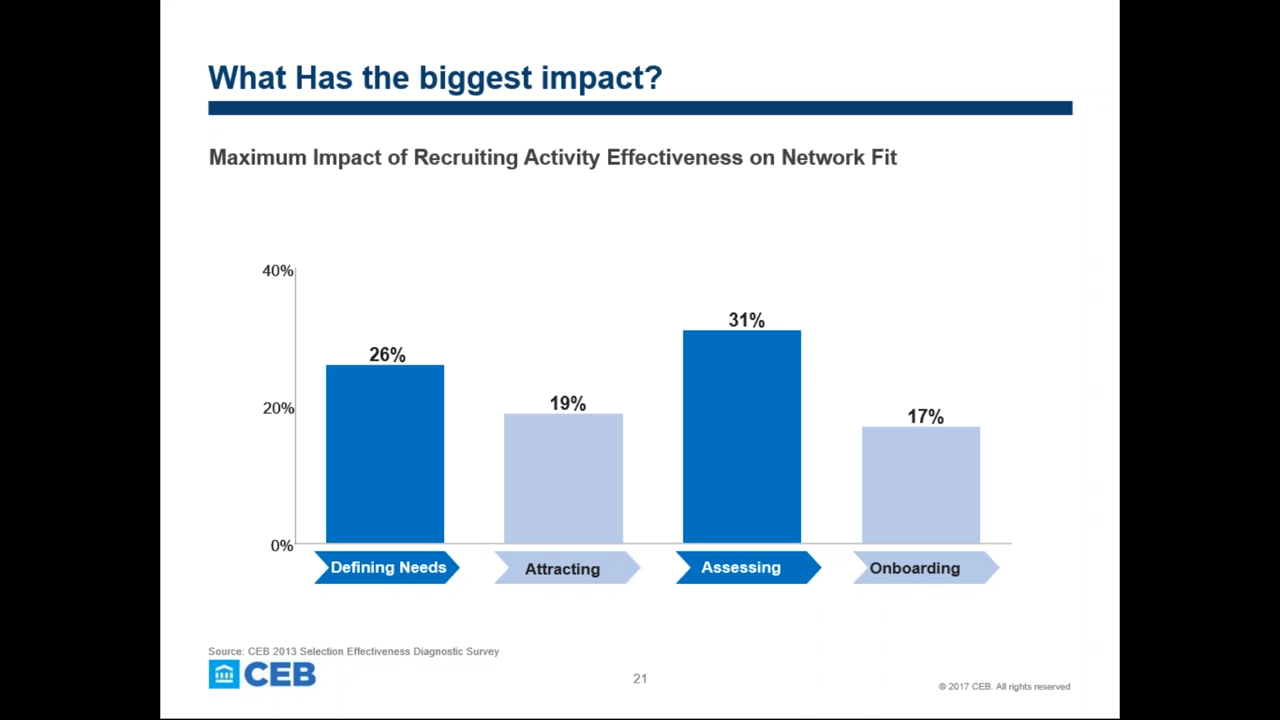 What Has the biggest impact?
Maximum Impact of Recruiting Activity Effectiveness on Network Fit
40%
20%
0%
26%
19%
31%
17%
Defining Needs
Attracting
Assessing
Onboarding
Source: CEB 2013 Selection Effectiveness Diagnostic Survey
CEB
21
© 2017 CEB. All rights reserved